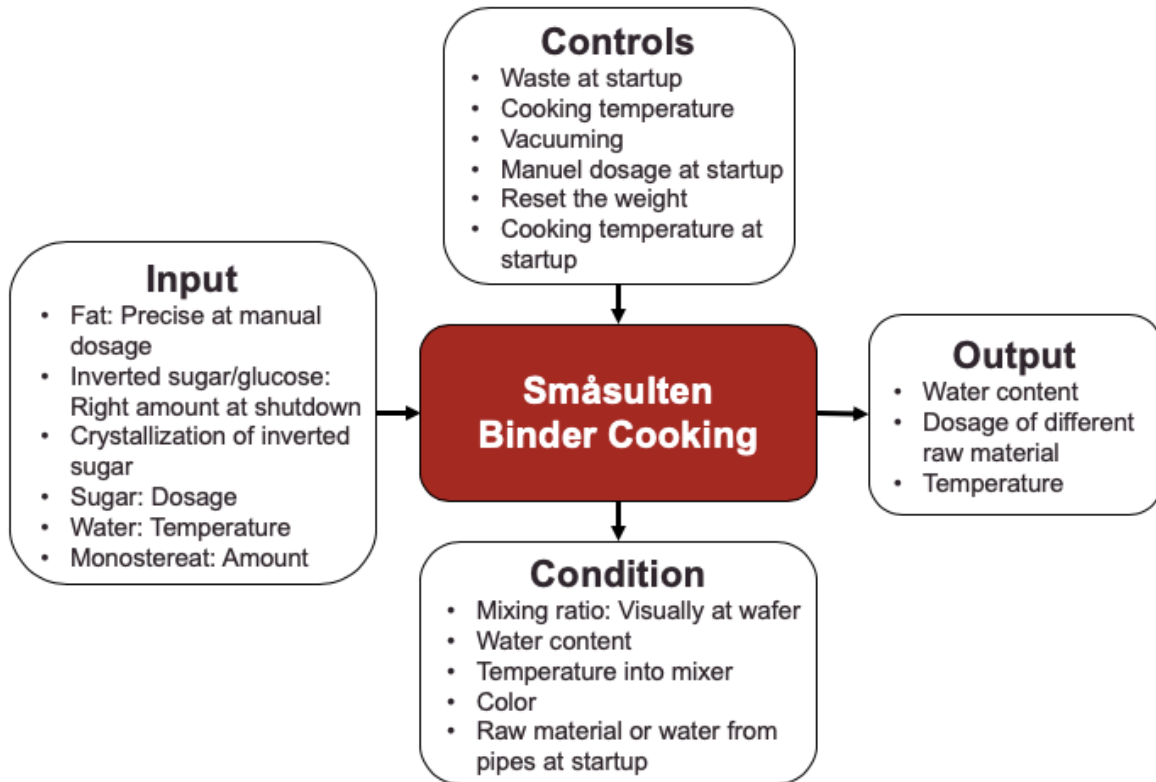 Controls
• Waste at startup
• Cooking temperature
• Vacuuming
• Manuel dosage at startup
• Reset the weight
• Cooking temperature at
startup
Input
• Fat: Precise at manual
dosage
• Inverted sugar/glucose:
Right amount at shutdown
• Crystallization of inverted
sugar
• Sugar: Dosage
• Water: Temperature
• Monostereat: Amount
Småsulten
Binder Cooking
Output
• Water content
• Dosage of different
raw material
• Temperature
Condition
• Mixing ratio: Visually at wafer
• Water content
• Temperature into mixer
• Color
• Raw material or water from
pipes at startup